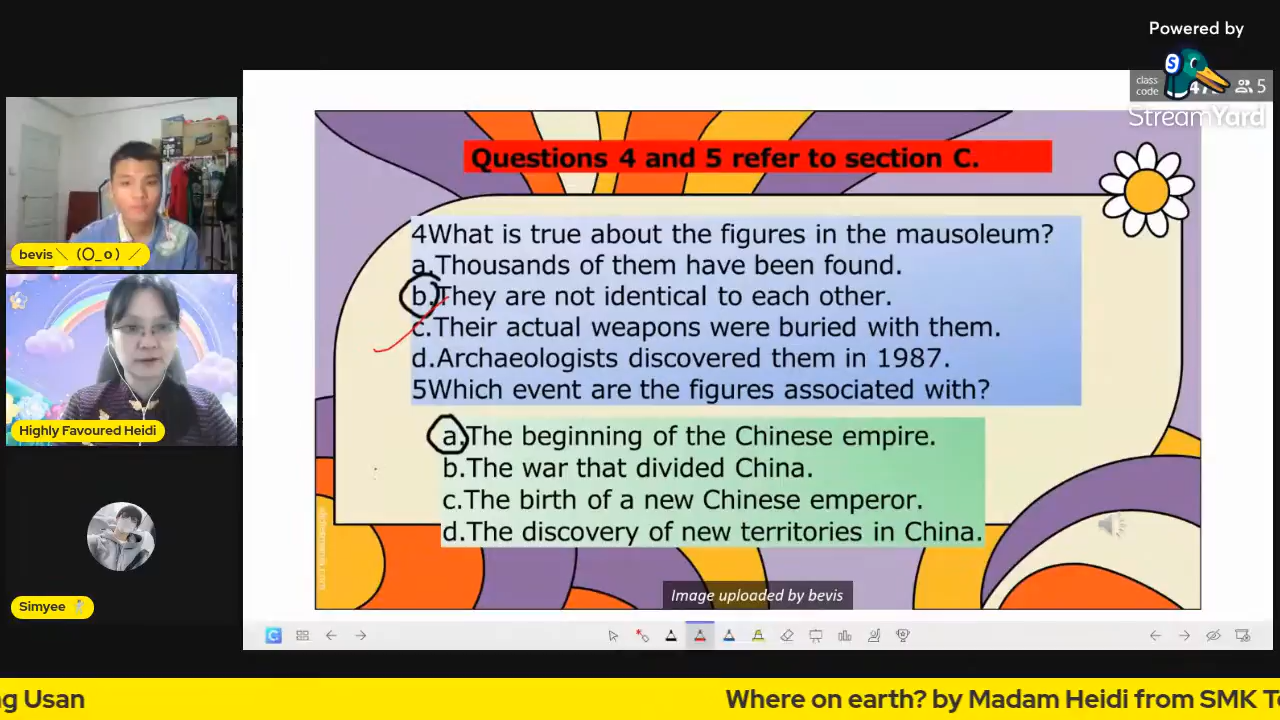 Powered by
StreamYard
class
code
5
Questions 4 and 5 refer to section C.
4What is true about the figures in the mausoleum?
a.Thousands of them have been found.
b.They are not identical to each other.
c.Their actual weapons were buried with them.
d.Archaeologists discovered them in 1987.
5Which event are the figures associated with?
a.The beginning of the Chinese empire.
b.The war that divided China.
c.The birth of a new Chinese emperor.
d.The discovery of new territories in China.
Image uploaded by bevis
bevis ＼（〇_ｏ）／
Highly Favoured Heidi
Simyee
g Usan
Where on earth? by Madam Heidi from SMK T